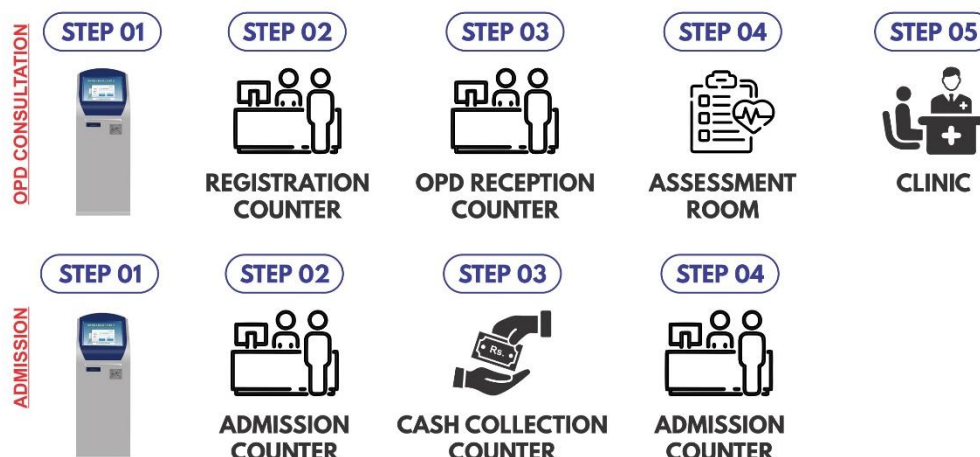 OPD CONSULTATION
STEP 01
STEP 02
STEP 03
STEP 04
STEP 05
REGISTRATION
COUNTER
OPD RECEPTION
COUNTER
ASSESSMENT
ROOM
CLINIC
ADMISSION
STEP 01
STEP 02
STEP 03
STEP 04
Rs.
ADMISSION
COUNTER
CASH COLLECTION
COUNTER
ADMISSION
COUNTER